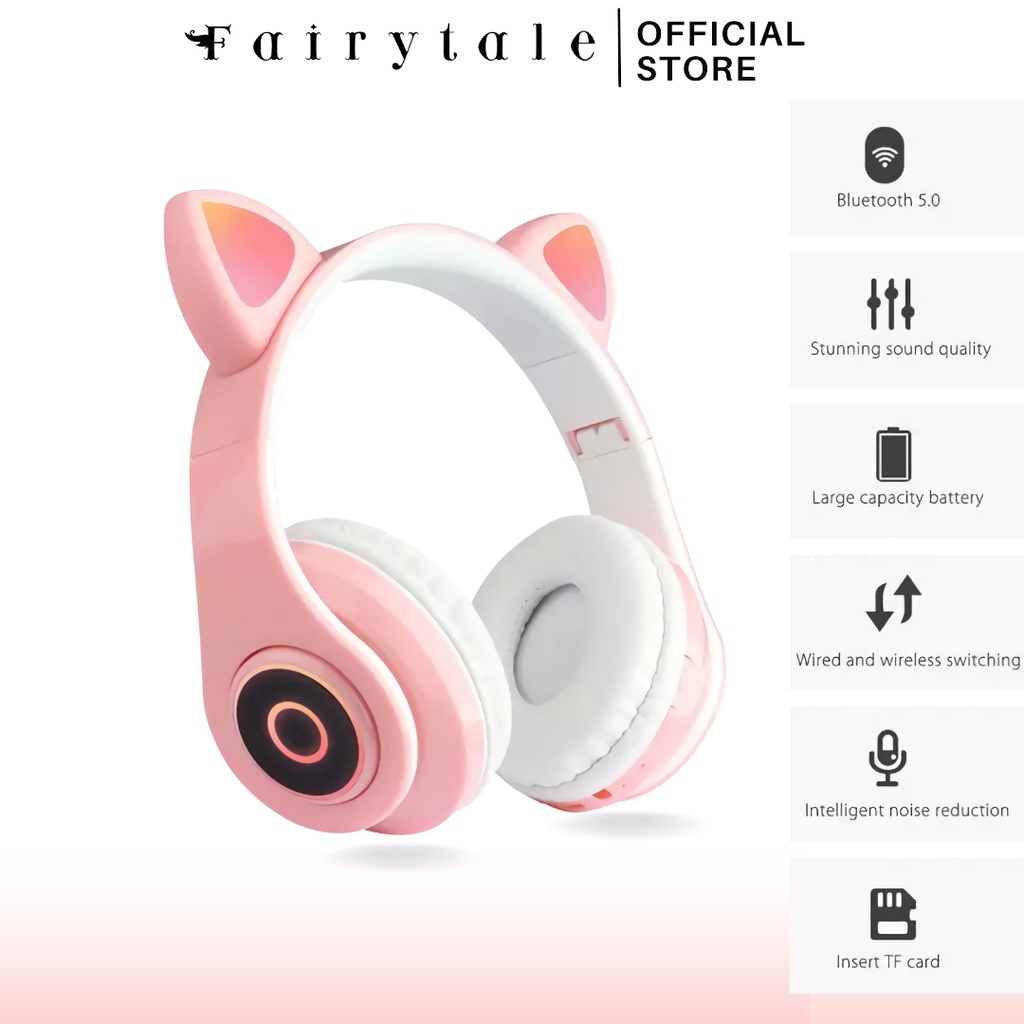 Fairytale
OFFICIAL
STORE
Bluetooth 5.0
Stunning sound quality
Large capacity battery
Wired and wireless switching
Intelligent noise reduction
Insert TF card